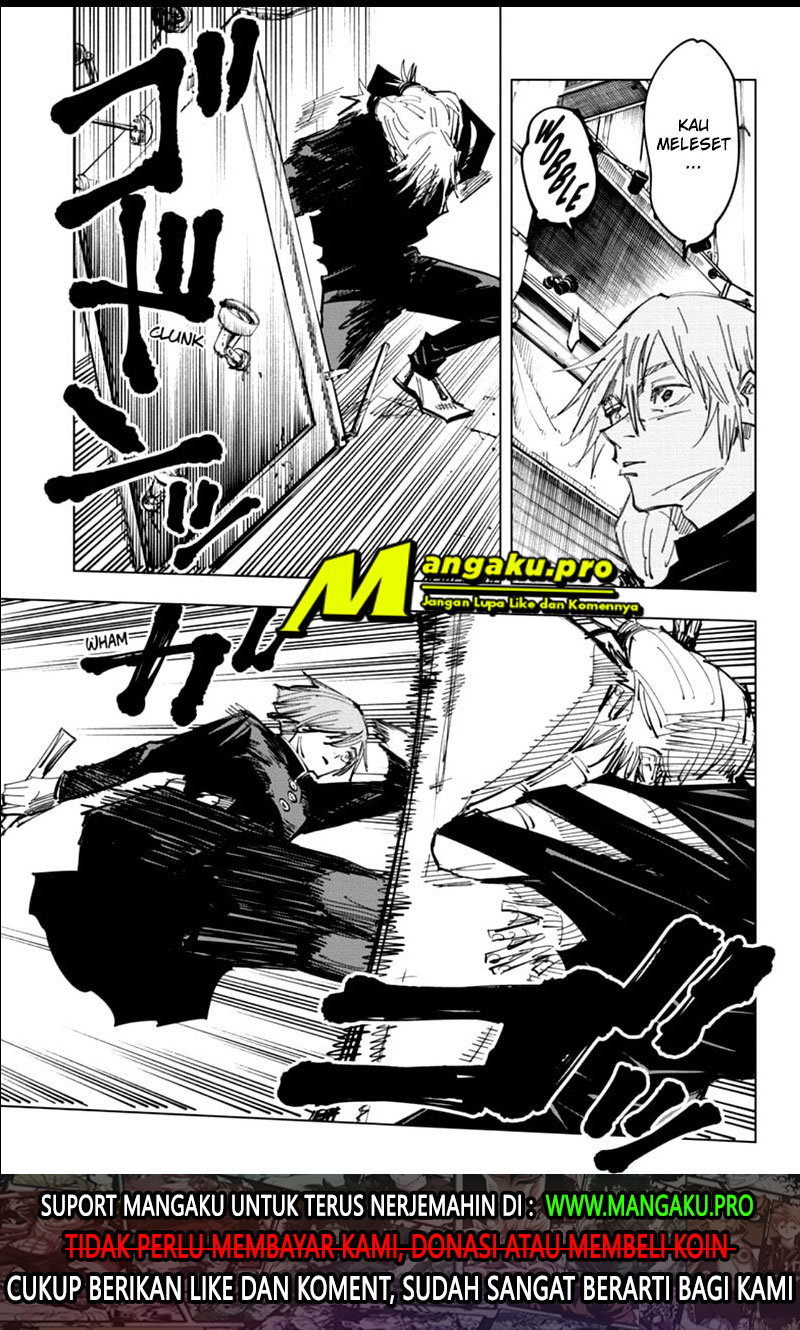 KAU
MELESET
...
WOBBLE
ゴ
ギ
ン
ッ
CLUNK
Mangaku.pro
Jangan Lupa Like dan Komennya
WHAM
SUPORT MANGAKU UNTUK TERUS NERJEMAHIN DI : WWW.MANGAKU.PRO
TIDAK PERLU MEMBAYAR KAMI, DONASI ATAU MEMBELI KOIN
CUKUP BERIKAN LIKE DAN KOMENT, SUDAH SANGAT BERARTI BAGI KAMI